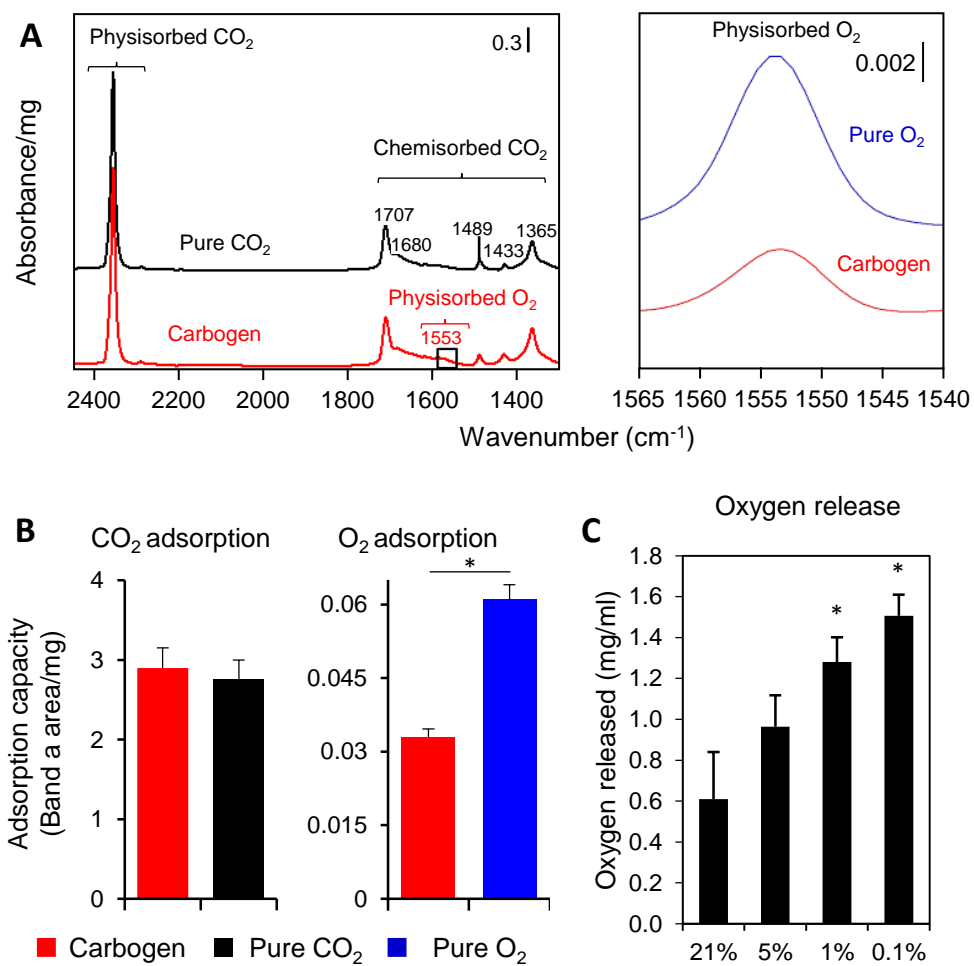 A
Physisorbed CO₂
0.3
Absorbance/mg
Chemisorbed CO₂
1707
1680
1489
1433
1365
Pure CO₂
Physisorbed O₂
1553
Carbogen
2400 2200 2000 1800 1600 1400
Physisorbed O₂
0.002
Pure O₂
Carbogen
1565 1560 1555 1550 1545 1540
Wavenumber (cm⁻¹)
B
CO₂ adsorption
Adsorption capacity
(Band a area/mg)
4
3
2
1
0
O₂ adsorption
*
0.06
0.045
0.03
0.015
0
Carbogen Pure CO₂ Pure O₂
C
Oxygen release
Oxygen released (mg/ml)
1.8
1.6
1.4
1.2
1.0
0.8
0.6
0.4
0.2
0.0
*
*
21% 5% 1% 0.1%